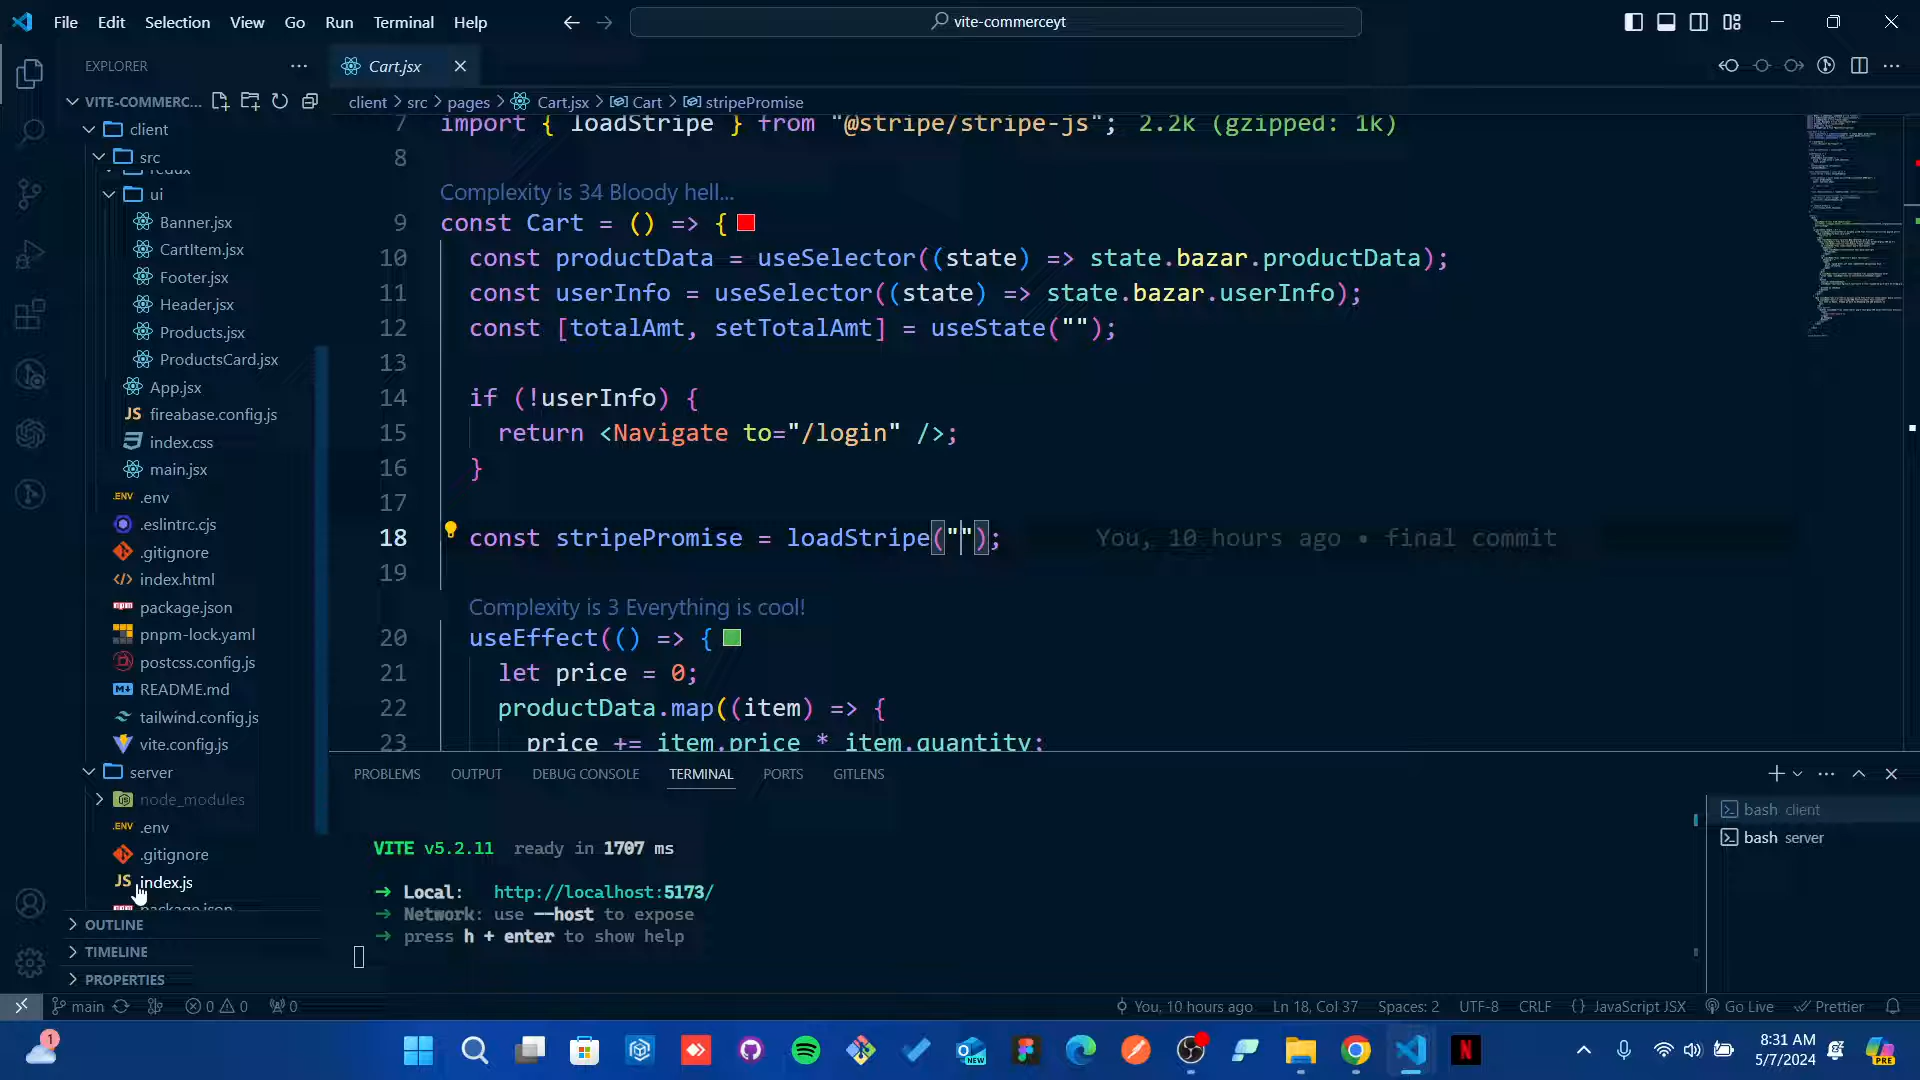 File Edit Selection View Go Run Terminal Help
vite-commerceyt
EXPLORER
Cart.jsx
VITE-COMMERC...
client > src > pages > Cart.jsx > Cart > stripePromise
client
src
redux
ui
Banner.jsx
CartItem.jsx
Footer.jsx
Header.jsx
Products.jsx
ProductsCard.jsx
App.jsx
JS fireabase.config.js
index.css
main.jsx
.ENV .env
.eslintrc.cjs
.gitignore
index.html
package.json
pnpm-lock.yaml
postcss.config.js
README.md
tailwind.config.js
vite.config.js
server
node_modules
.ENV .env
.gitignore
JS index.js
package.json
OUTLINE
TIMELINE
PROPERTIES
7 import { loadStripe } from "@stripe/stripe-js"; 2.2k (gzipped: 1k)
8
Complexity is 34 Bloody hell...
9 const Cart = () => {
10 const productData = useSelector((state) => state.bazar.productData);
11 const userInfo = useSelector((state) => state.bazar.userInfo);
12 const [totalAmt, setTotalAmt] = useState("");
13
14 if (!userInfo) {
15 return <Navigate to="/login" />;
16 }
17
18 const stripePromise = loadStripe(""); You, 10 hours ago • final commit
19
Complexity is 3 Everything is cool!
20 useEffect(() => {
21 let price = 0;
22 productData.map((item) => {
23 price += item.price * item.quantity;
PROBLEMS OUTPUT DEBUG CONSOLE TERMINAL PORTS GITLENS
VITE v5.2.11 ready in 1707 ms
➜ Local: http://localhost:5173/
➜ Network: use --host to expose
➜ press h + enter to show help
bash client
bash server
main 0 0 0 You, 10 hours ago Ln 18, Col 37 Spaces: 2 UTF-8 CRLF {} JavaScript JSX Go Live Prettier
1 NEW N 8:31 AM
5/7/2024
PRE